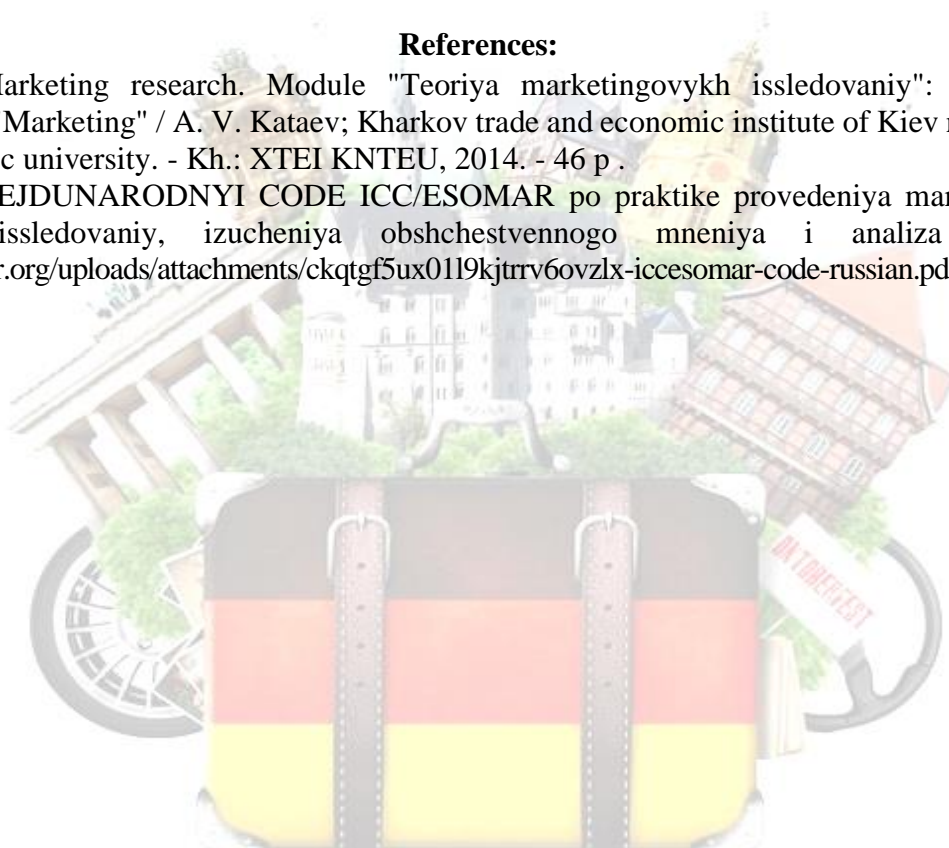 References:
Marketing research. Module "Teoriya marketingovykh issledovaniy":
"Marketing" / A. V. Kataev; Kharkov trade and economic institute of Kiev
c university. - Kh.: XTEI KNTEU, 2014. - 46 p .
EJDUNARODNYI CODE ICC/ESOMAR po praktike provedeniya mar
issledovaniy, izucheniya obshchestvennogo mneniya i analiza
r.org/uploads/attachments/ckqtgf5ux01l9kjtrrv6ovzlx-iccesomar-code-russian.pd
OKTOBERFEST